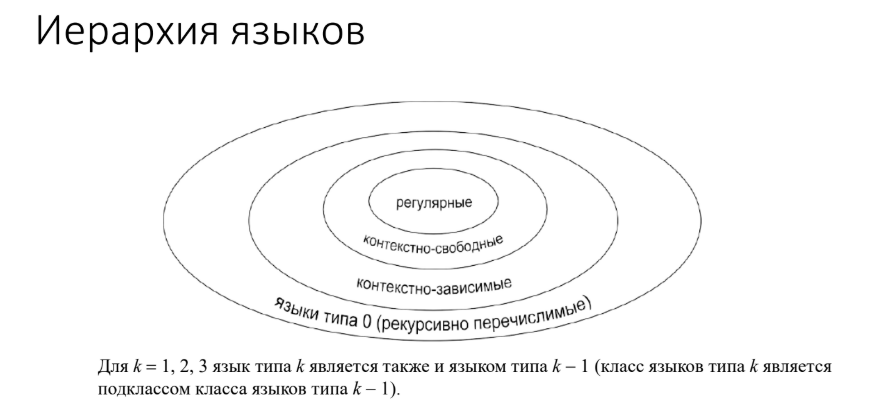 Иерархия языков
регулярные
контекстно-свободные
контекстно-зависимые
языки типа 0 (рекурсивно перечислимые)
Для k = 1, 2, 3 язык типа k является также и языком типа k – 1 (класс языков типа k является
подклассом класса языков типа k – 1).